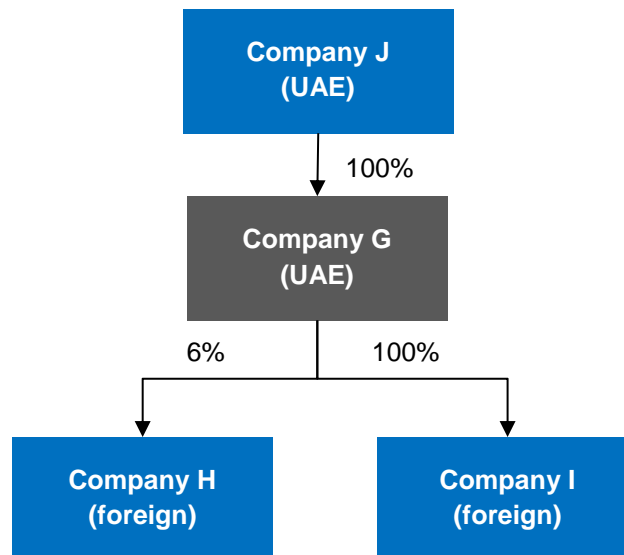 Company J
(UAE)
100%
Company G
(UAE)
6%
100%
Company H
(foreign)
Company I
(foreign)